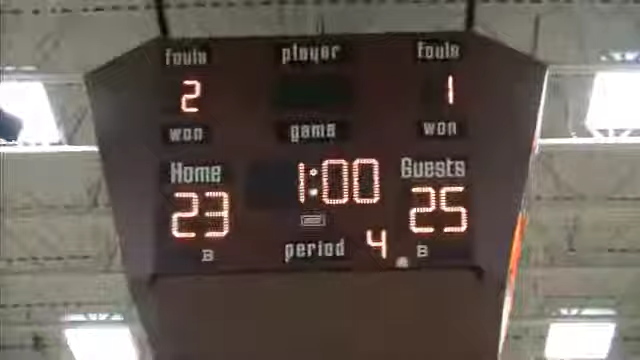 fouls player fouls
2 1
won game won
Home 1:00 Guests
23 25
period 4
B B